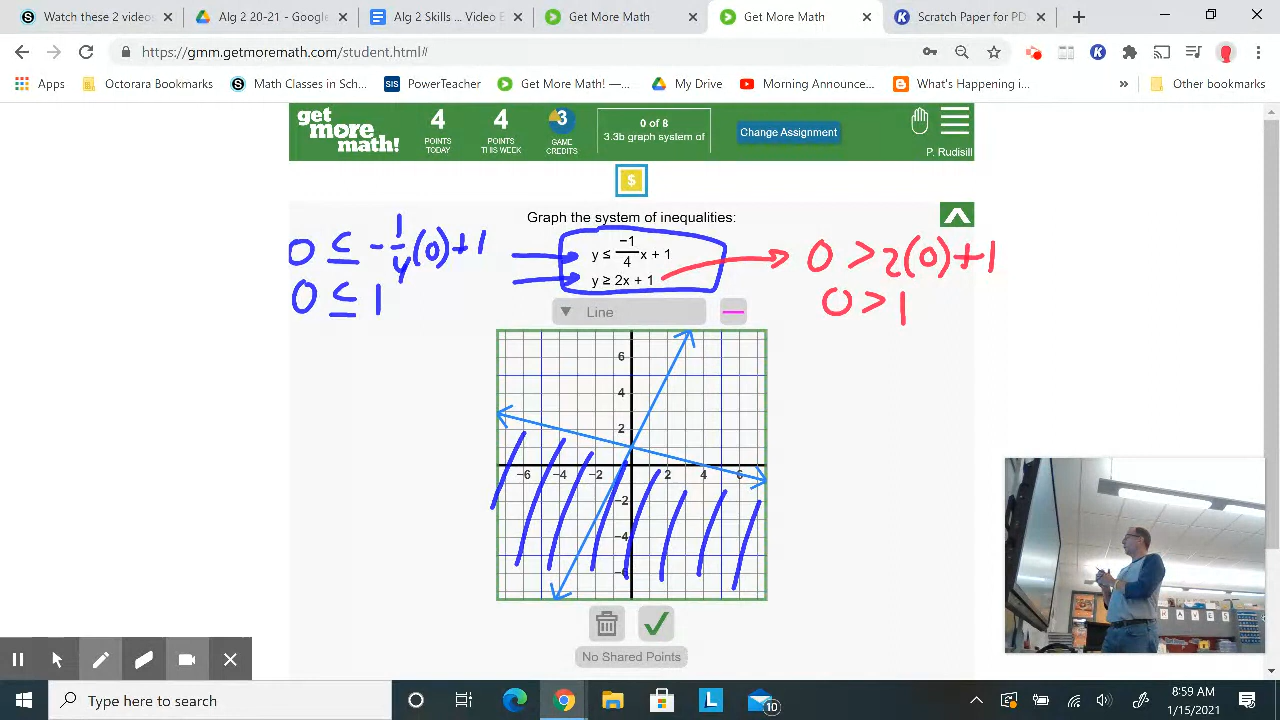 Watch these 2 videos
Alg 2 20-21 - Google
Alg 2 Skills ... Video E
Get More Math!
Get More Math!
Scratch Paper for PD
https://gmm.getmoremath.com/student.html#
Apps
Octorara Bookmarks
Math Classes in Sch...
SIS PowerTeacher
Get More Math! —...
My Drive
Morning Announce...
What's Happening i...
»
Other bookmarks
get more math!
4 POINTS TODAY
4 POINTS THIS WEEK
3 GAME CREDITS
0 of 8
3.3b graph system of
Change Assignment
P. Rudisill
$
Graph the system of inequalities:
0 ≤ -1/4(0)+1
y ≤ -1/4 x + 1
0 > 2(0)+1
0 ≤ 1
y ≥ 2x + 1
0 > 1
Line
6
4
2
-6 -4 -2 2 4 6
-2
-4
-6
No Shared Points
HAVES
Type here to search
L
10
8:59 AM
1/15/2021